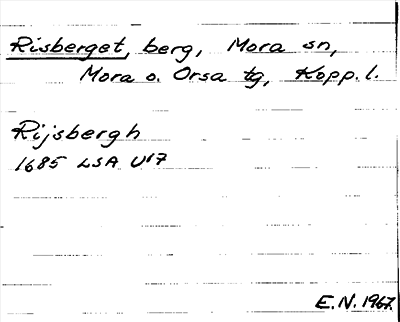 Risberget, berg, Mora sn,
Mora o. Orsa tg, Kopp. l.
Rijsbergh
1685 LSA U17
E.N. 1967.